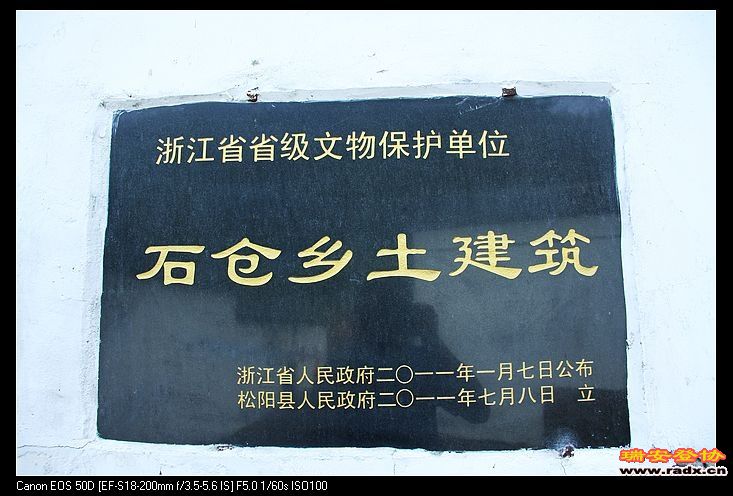 浙江省省级文物保护单位
石仓乡土建筑
浙江省人民政府二〇一一年一月七日公布
松阳县人民政府二〇一一年七月八日 立
瑞安登协
www.radx.cn
Canon EOS 50D [EF-S18-200mm f/3.5-5.6 IS] F5.0 1/60s ISO100